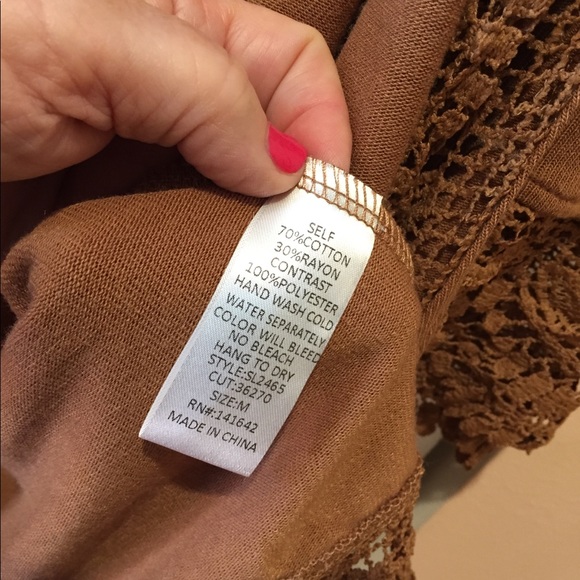 SELF
70%COTTON
30%RAYON
CONTRAST
100%POLYESTER
HAND WASH COLD
WATER SEPARATELY
COLOR WILL BLEED
NO BLEACH
HANG TO DRY
STYLE:SL2465
CUT:36270
SIZE:M
RN#:141642
MADE IN CHINA